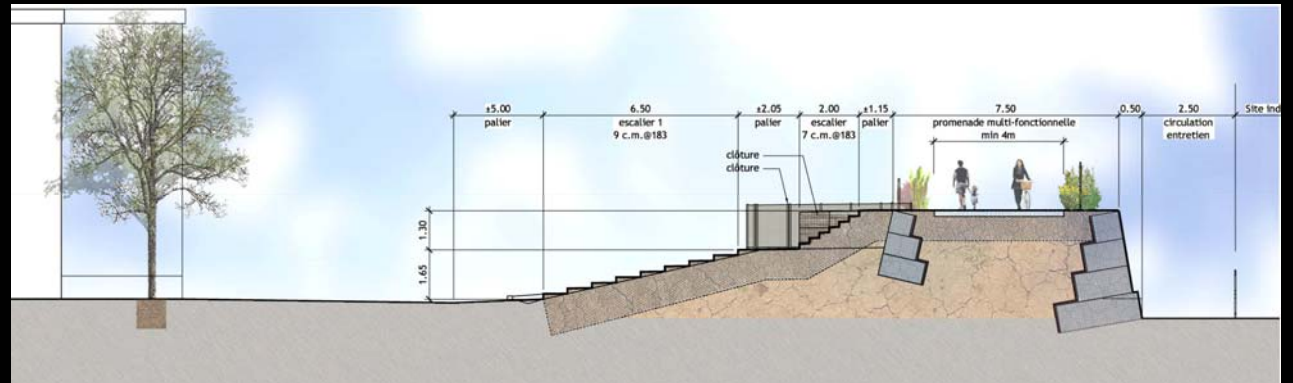 ±5.00
palier
6.50
escalier 1
9 c.m.@183
±2.05
palier
2.00
escalier
7 c.m.@183
±1.15
palier
7.50
promenade multi-fonctionnelle
min 4m
0.50
2.50
circulation
entretien
Site ind
clôture
clôture
1.30
1.65